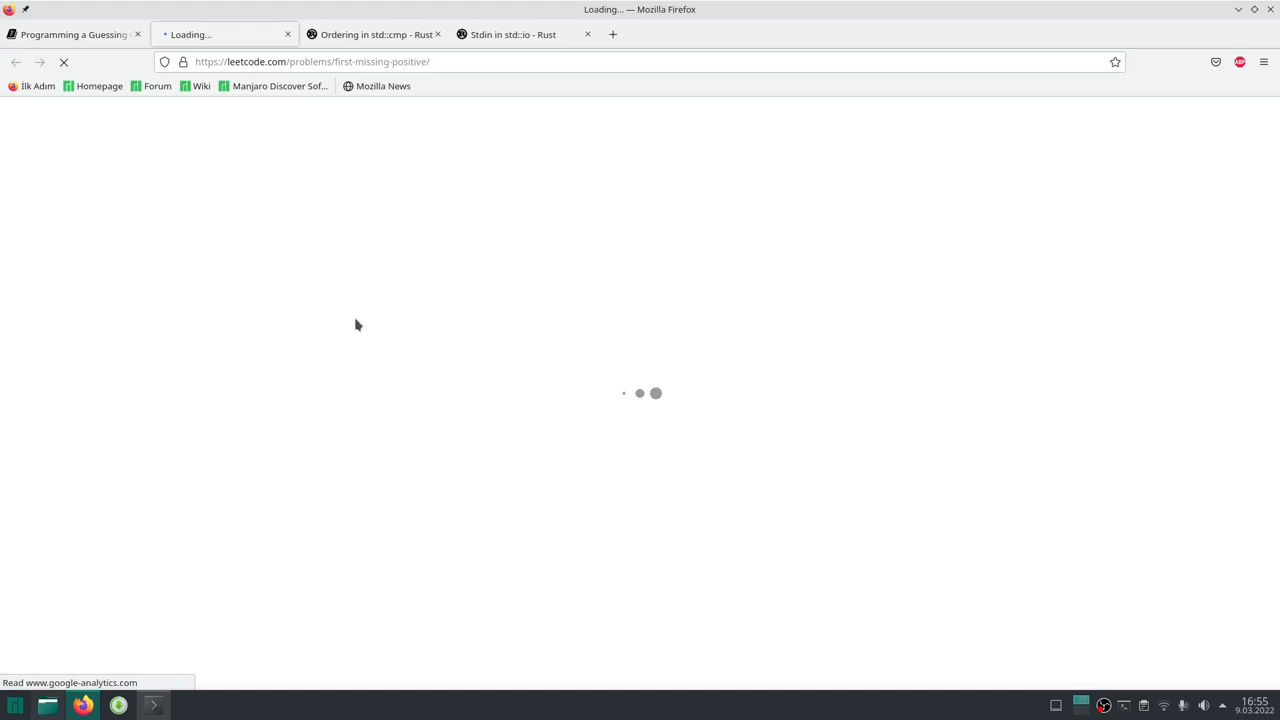 Loading... — Mozilla Firefox
Programming a Guessing G
Loading...
Ordering in std::cmp - Rust
Stdin in std::io - Rust
https://leetcode.com/problems/first-missing-positive/
İlk Adım
Homepage
Forum
Wiki
Manjaro Discover Sof...
Mozilla News
ABP
Read www.google-analytics.com
16:55
9.03.2022